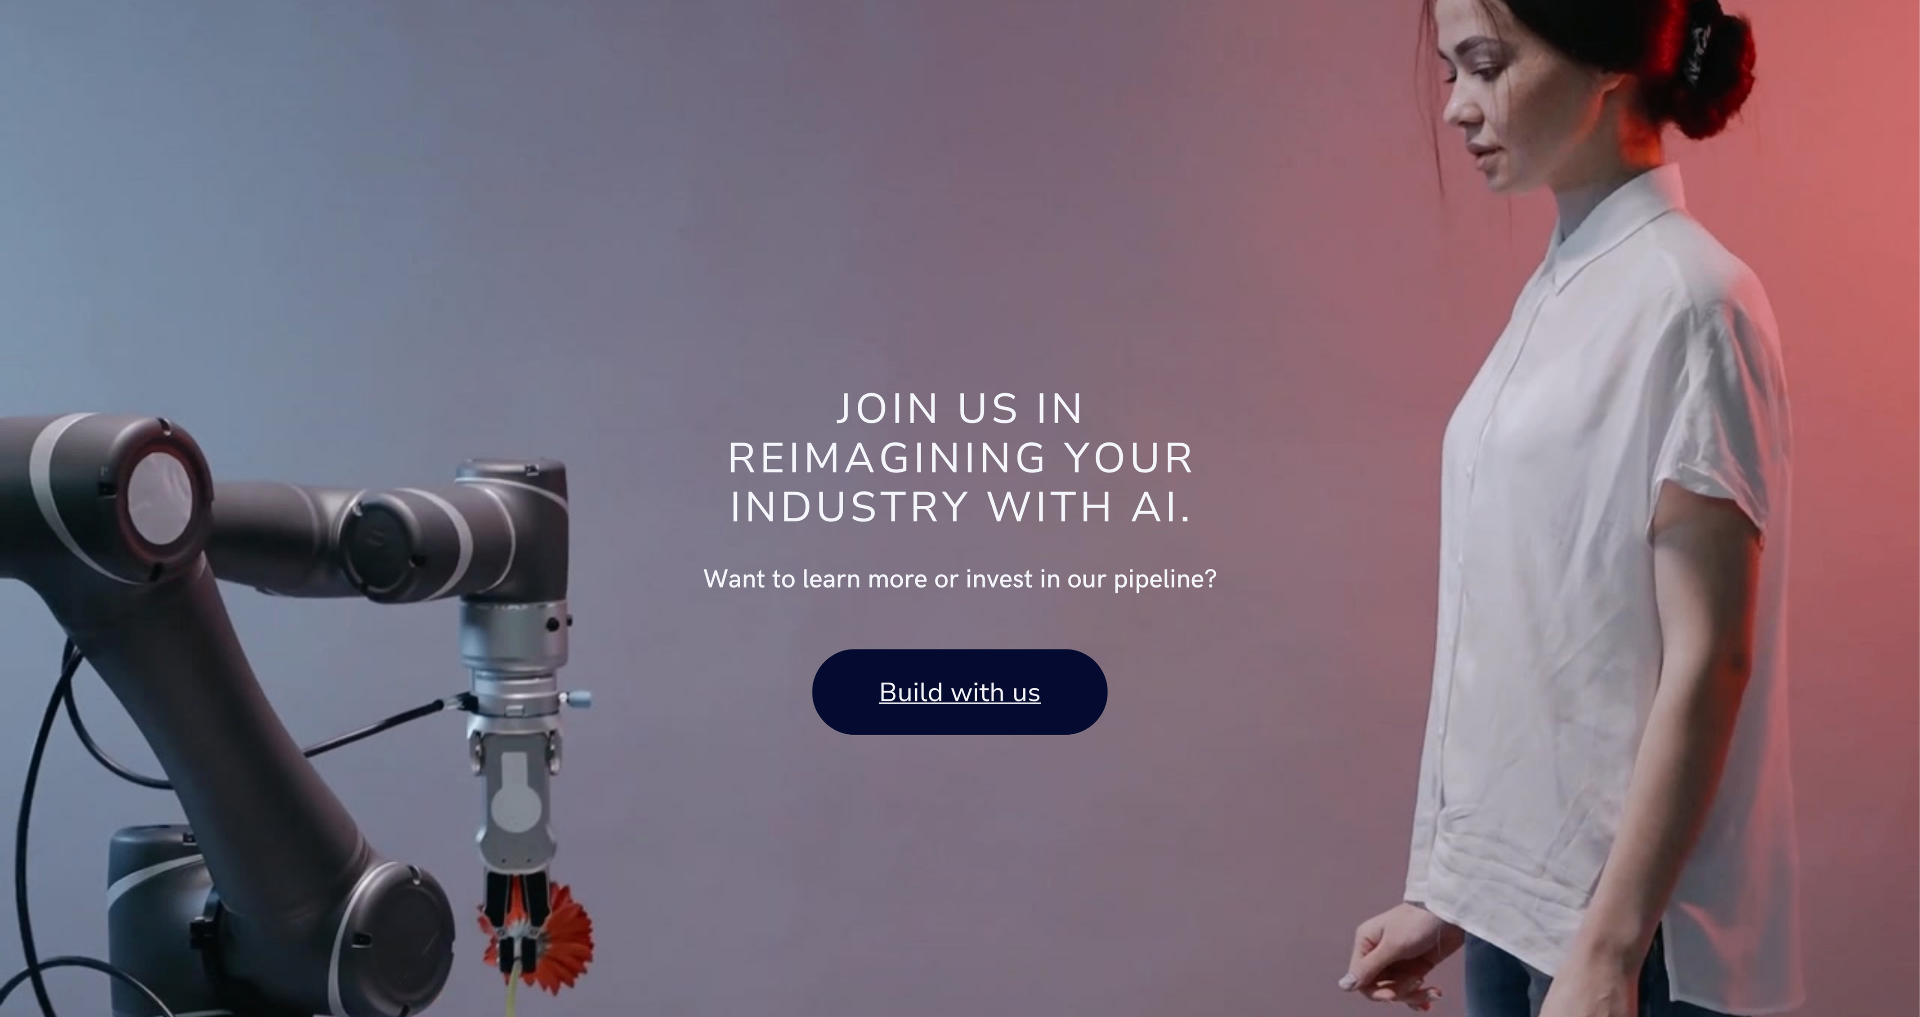 JOIN US IN
REIMAGINING YOUR
INDUSTRY WITH AI.
Want to learn more or invest in our pipeline?
Build with us